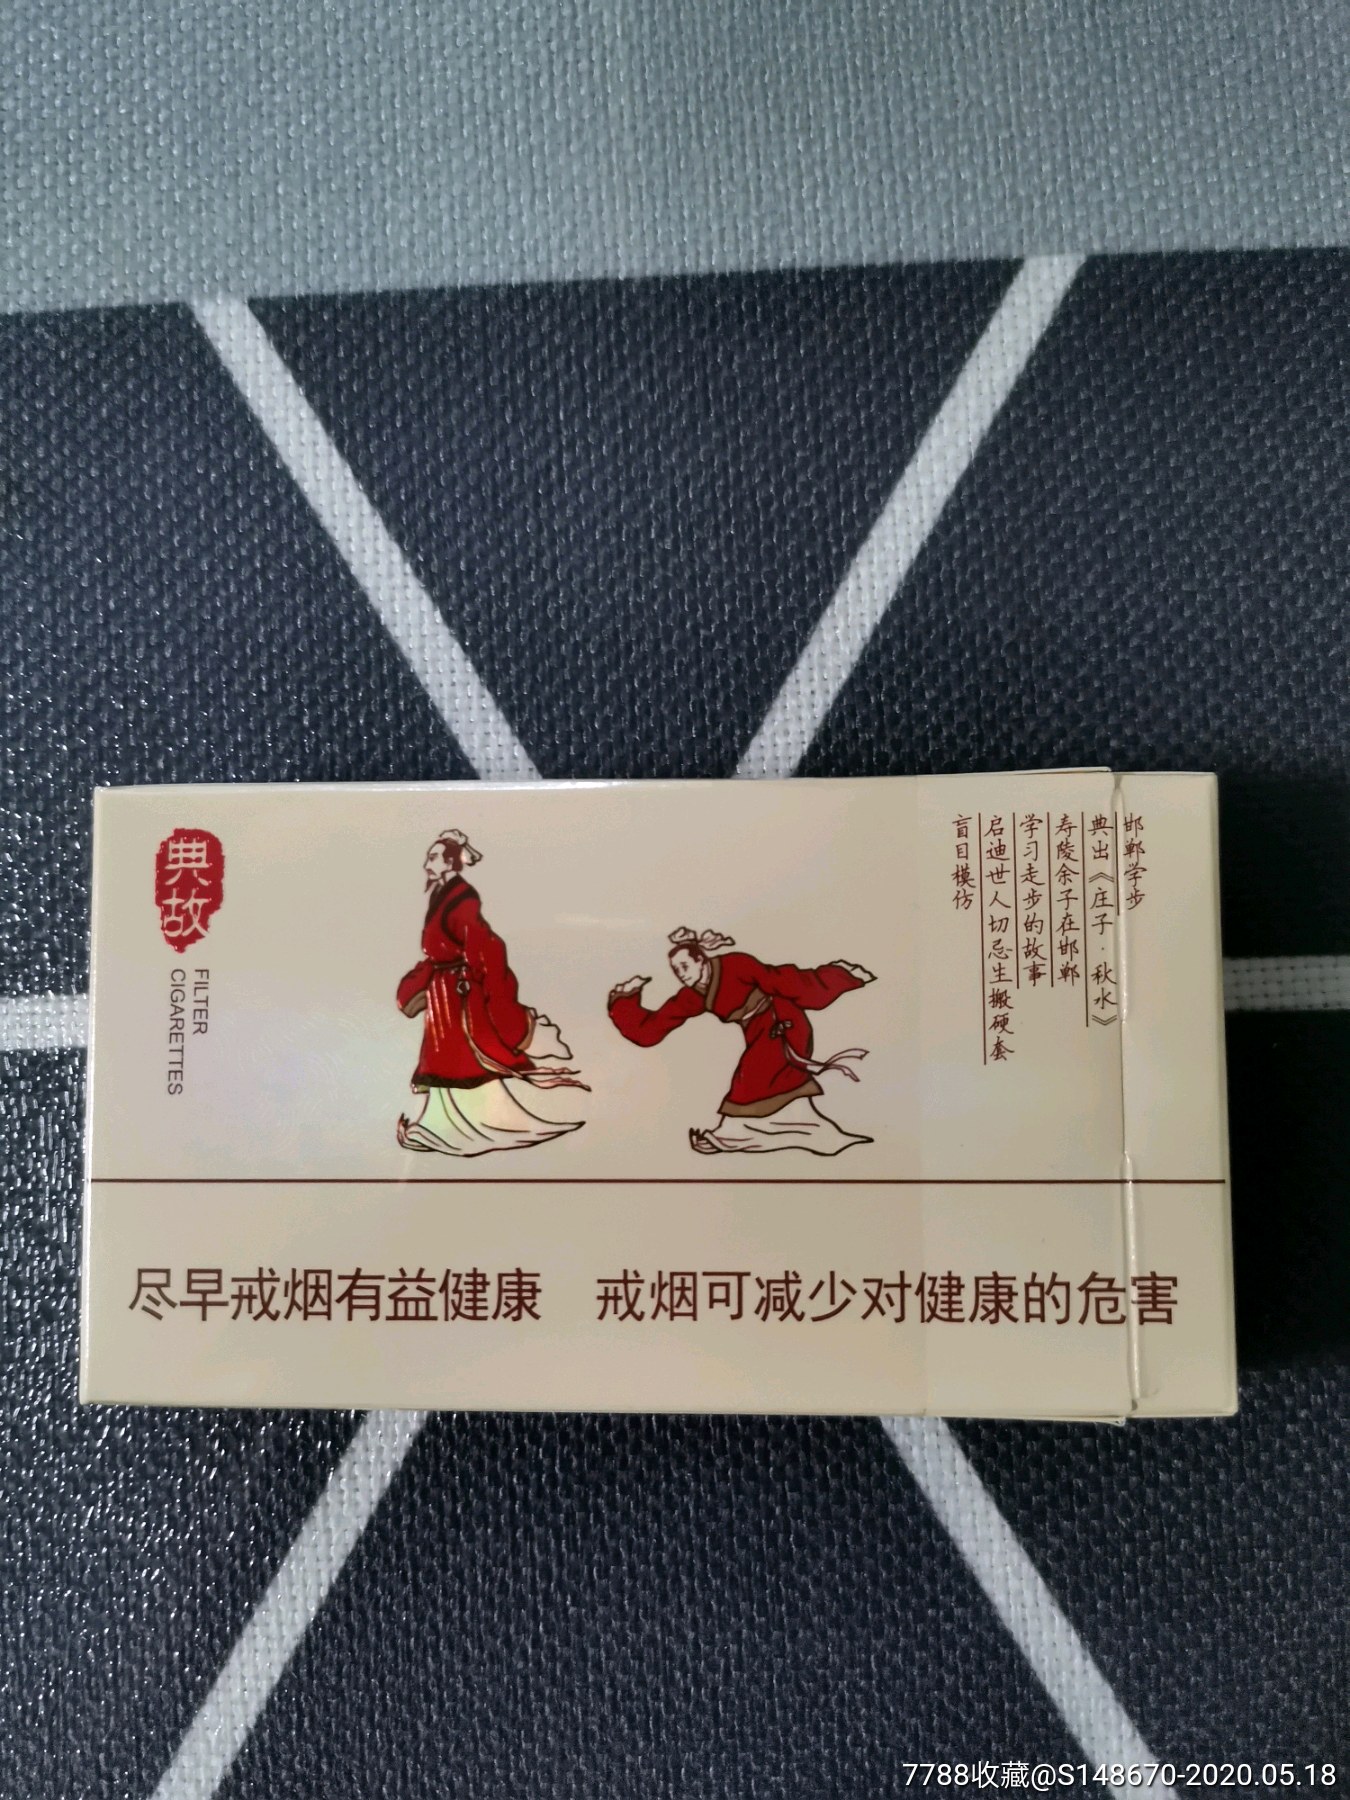 典故
FILTER
CIGARETTES
邯郸学步
典出《庄子·秋水》
寿陵余子在邯郸
学习走步的故事
启迪世人切忌生搬硬套
盲目模仿
尽早戒烟有益健康 戒烟可减少对健康的危害
7788收藏@S148670-2020.05.18